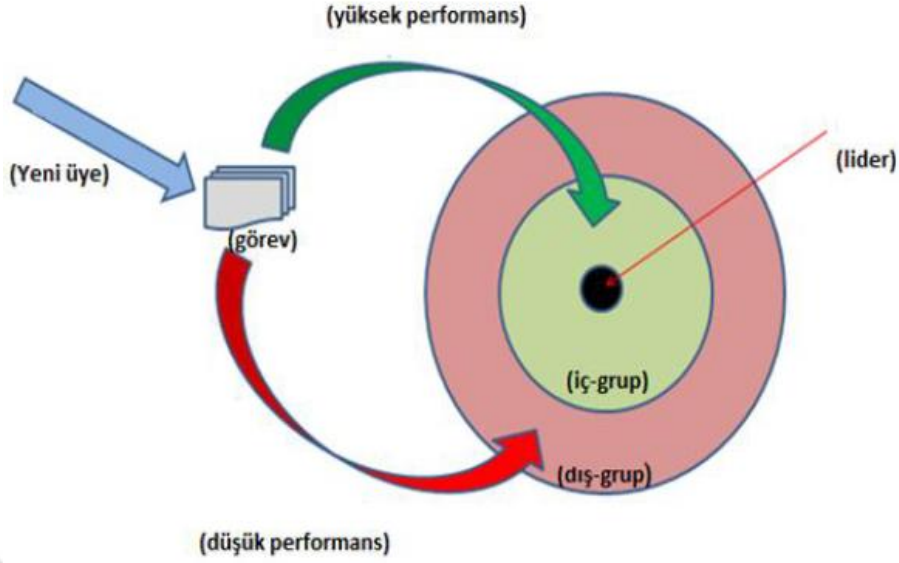 (yüksek performans)
(lider)
(Yeni üye)
(görev)
(iç-grup)
(dış-grup)
(düşük performans)